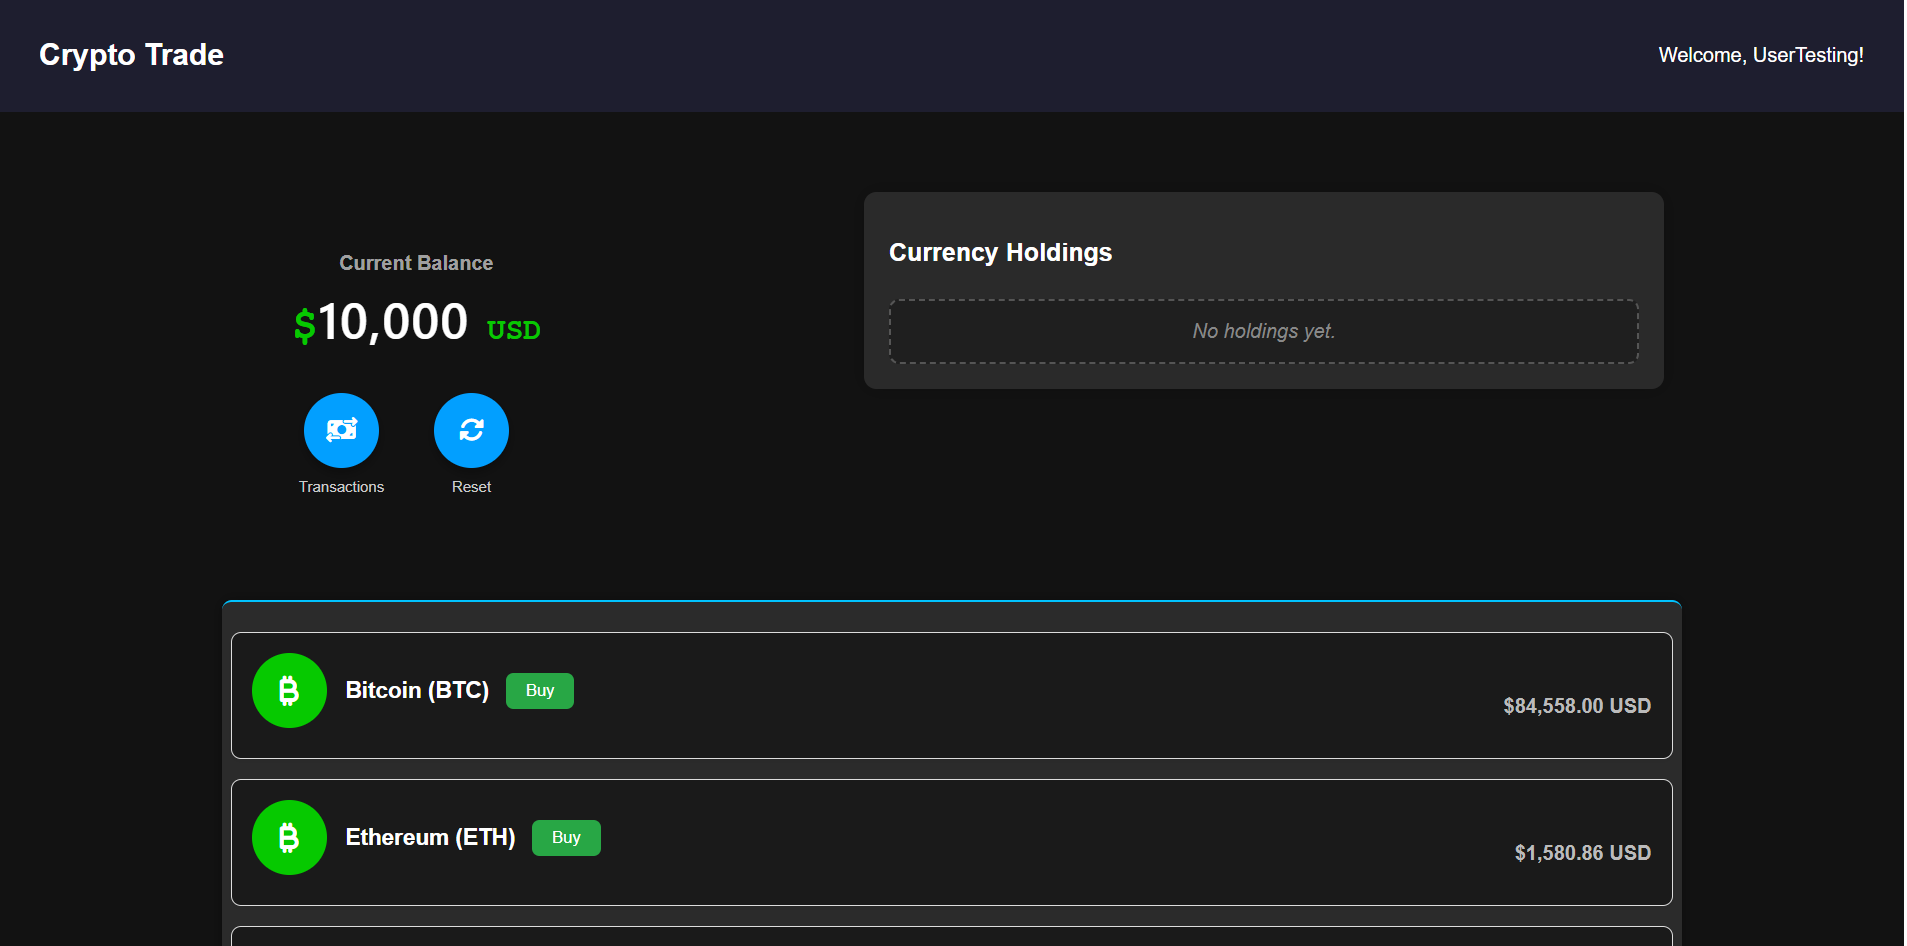 Crypto Trade
Welcome, UserTesting!
Current Balance
$10,000 USD
Transactions
Reset
Currency Holdings
No holdings yet.
Bitcoin (BTC)
Buy
$84,558.00 USD
Ethereum (ETH)
Buy
$1,580.86 USD